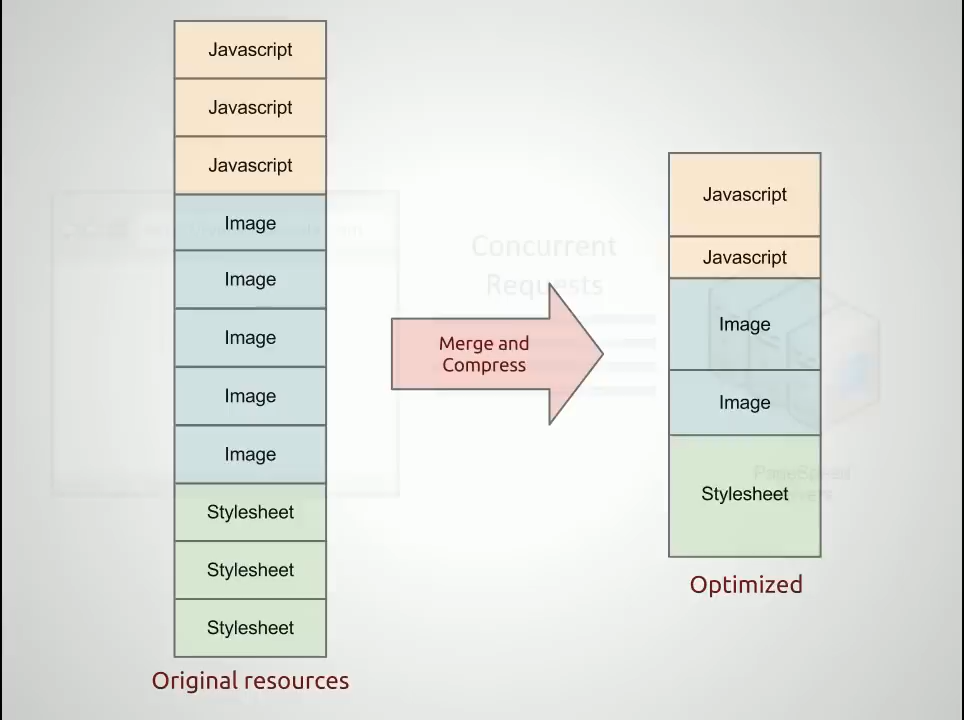 Javascript
Javascript
Javascript
Image
Image
Image
Image
Image
Stylesheet
Stylesheet
Stylesheet
Original resources
Concurrent
Requests
Merge and
Compress
Javascript
Javascript
Image
Image
Stylesheet
PageSpeed
Optimized